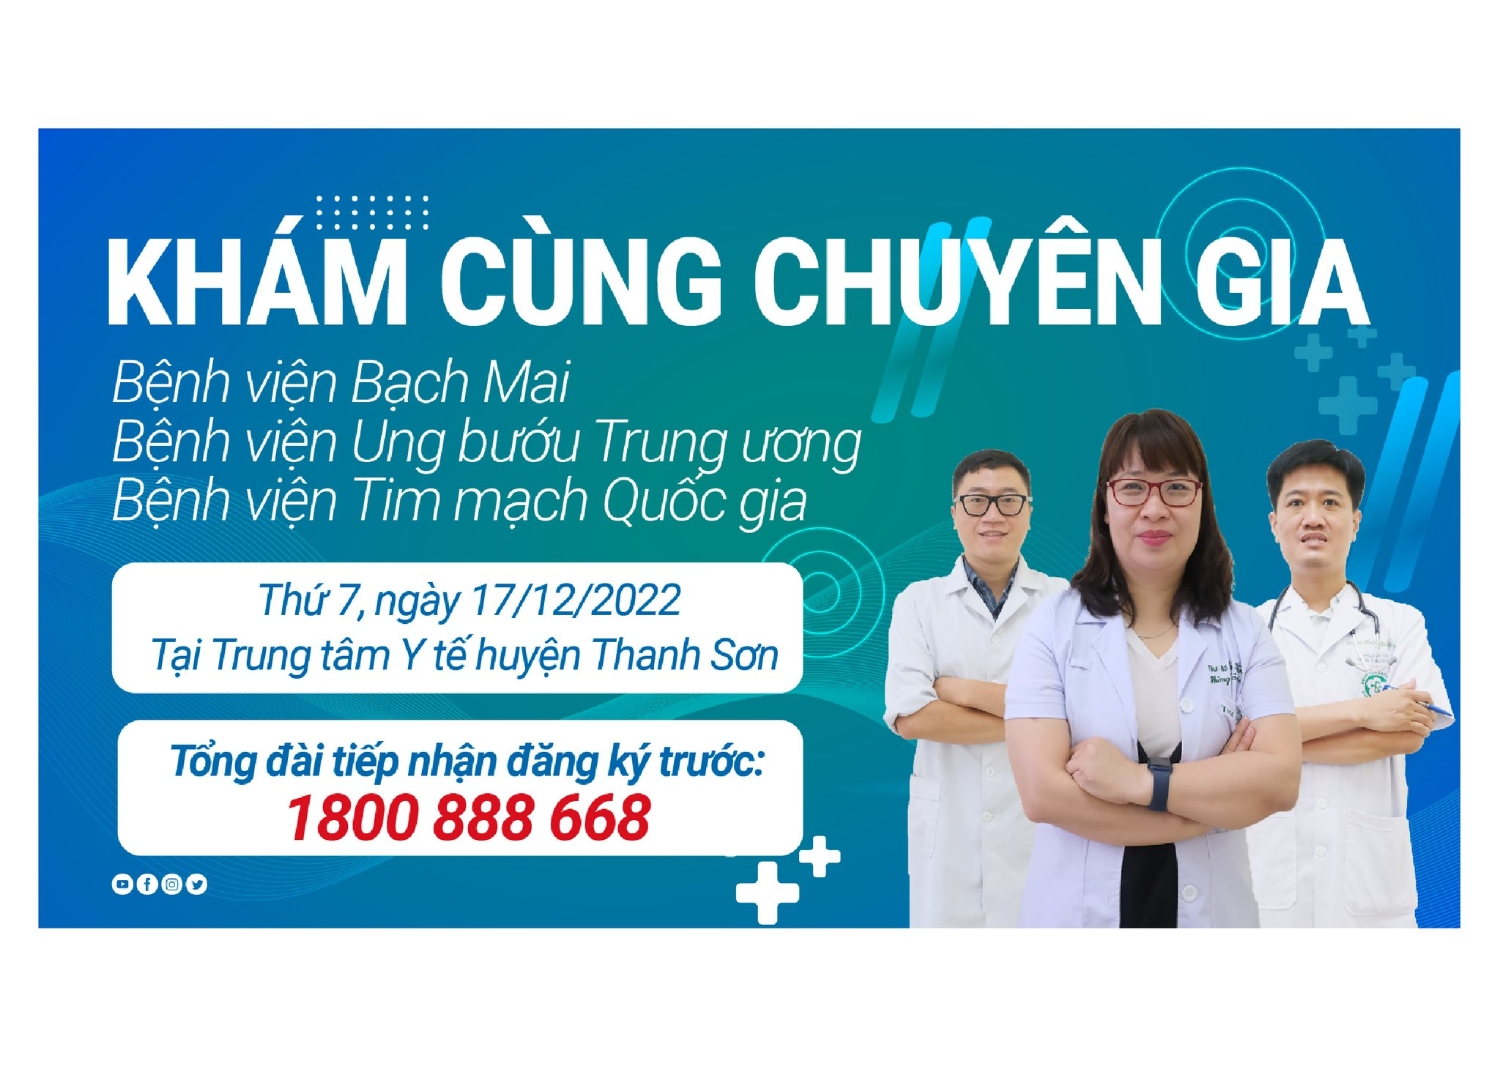 KHÁM CÙNG CHUYÊN GIA
Bệnh viện Bạch Mai
Bệnh viện Ung bướu Trung ương
Bệnh viện Tim mạch Quốc gia
Thứ 7, ngày 17/12/2022
Tại Trung tâm Y tế huyện Thanh Sơn
Tổng đài tiếp nhận đăng ký trước:
1800 888 668